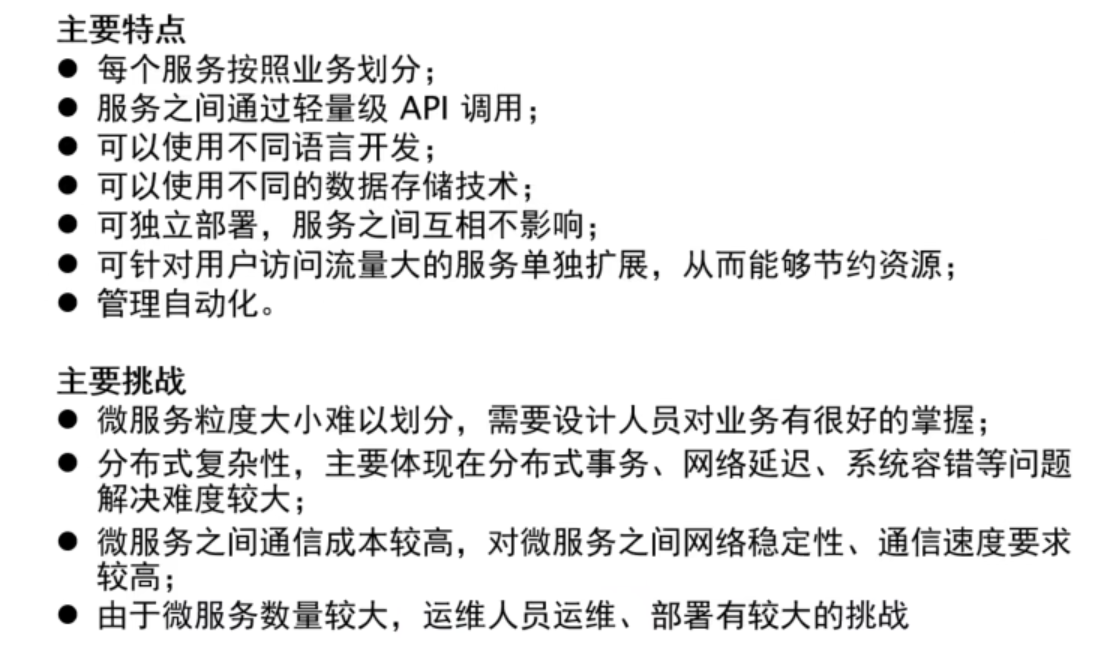 主要特点
● 每个服务按照业务划分；
● 服务之间通过轻量级 API 调用；
● 可以使用不同语言开发；
● 可以使用不同的数据存储技术；
● 可独立部署，服务之间互相不影响；
● 可针对用户访问流量大的服务单独扩展，从而能够节约资源；
● 管理自动化。
主要挑战
● 微服务粒度大小难以划分，需要设计人员对业务有很好的掌握；
● 分布式复杂性，主要体现在分布式事务、网络延迟、系统容错等问题
解决难度较大；
● 微服务之间通信成本较高，对微服务之间网络稳定性、通信速度要求
较高；
● 由于微服务数量较大，运维人员运维、部署有较大的挑战